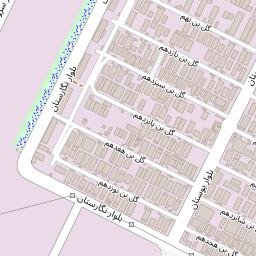 گل بن نهم
گل بن یازدهم
گل بن سیزدهم
بلوار نگارستان
گل بن پانزدهم
گل بن هفدهم
بلوار بوستان
گل بن نوزدهم
بلوار نگارستان
گل بن شانزدهم
گل بن هجدهم